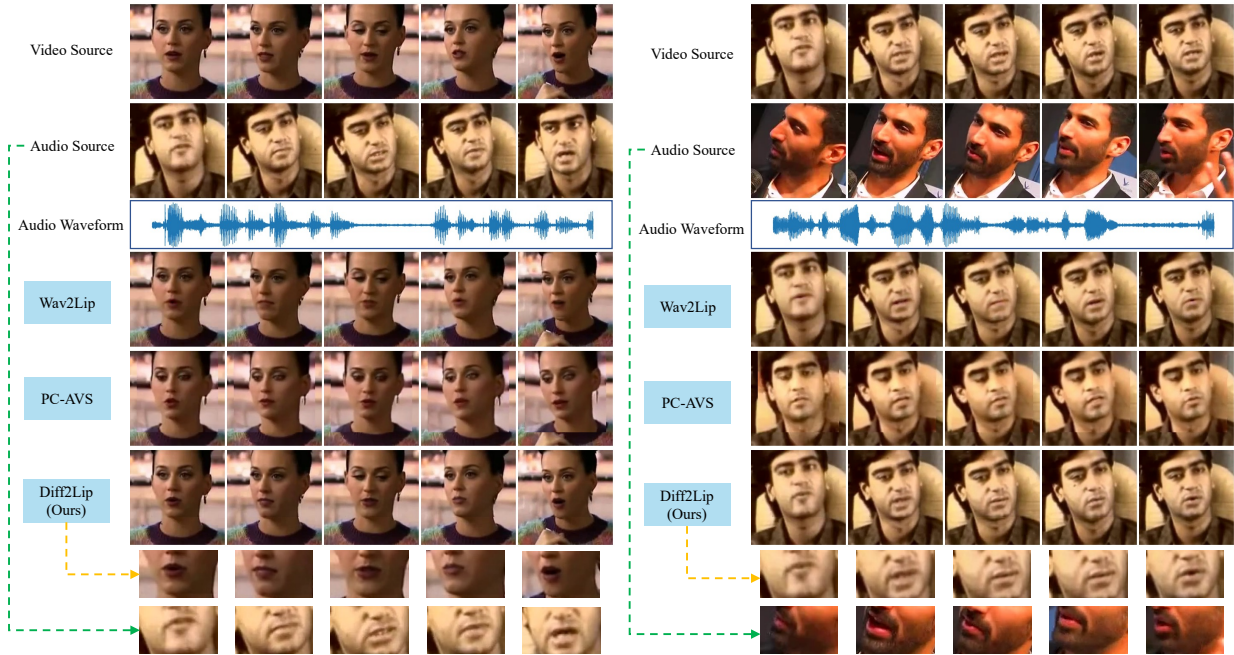 Video Source
Audio Source
Audio Waveform
Wav2Lip
PC-AVS
Diff2Lip
(Ours)
Video Source
Audio Source
Audio Waveform
Wav2Lip
PC-AVS
Diff2Lip
(Ours)